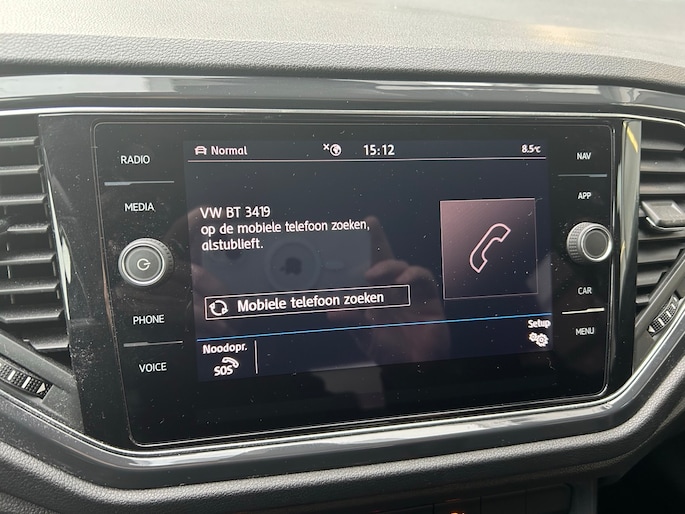 RADIO
MEDIA
PHONE
VOICE
Normal
15:12
8.5°C
VW BT 3419
op de mobiele telefoon zoeken,
alstublieft.
Mobiele telefoon zoeken
Noodopr.
SOS
Setup
NAV
APP
CAR
MENU